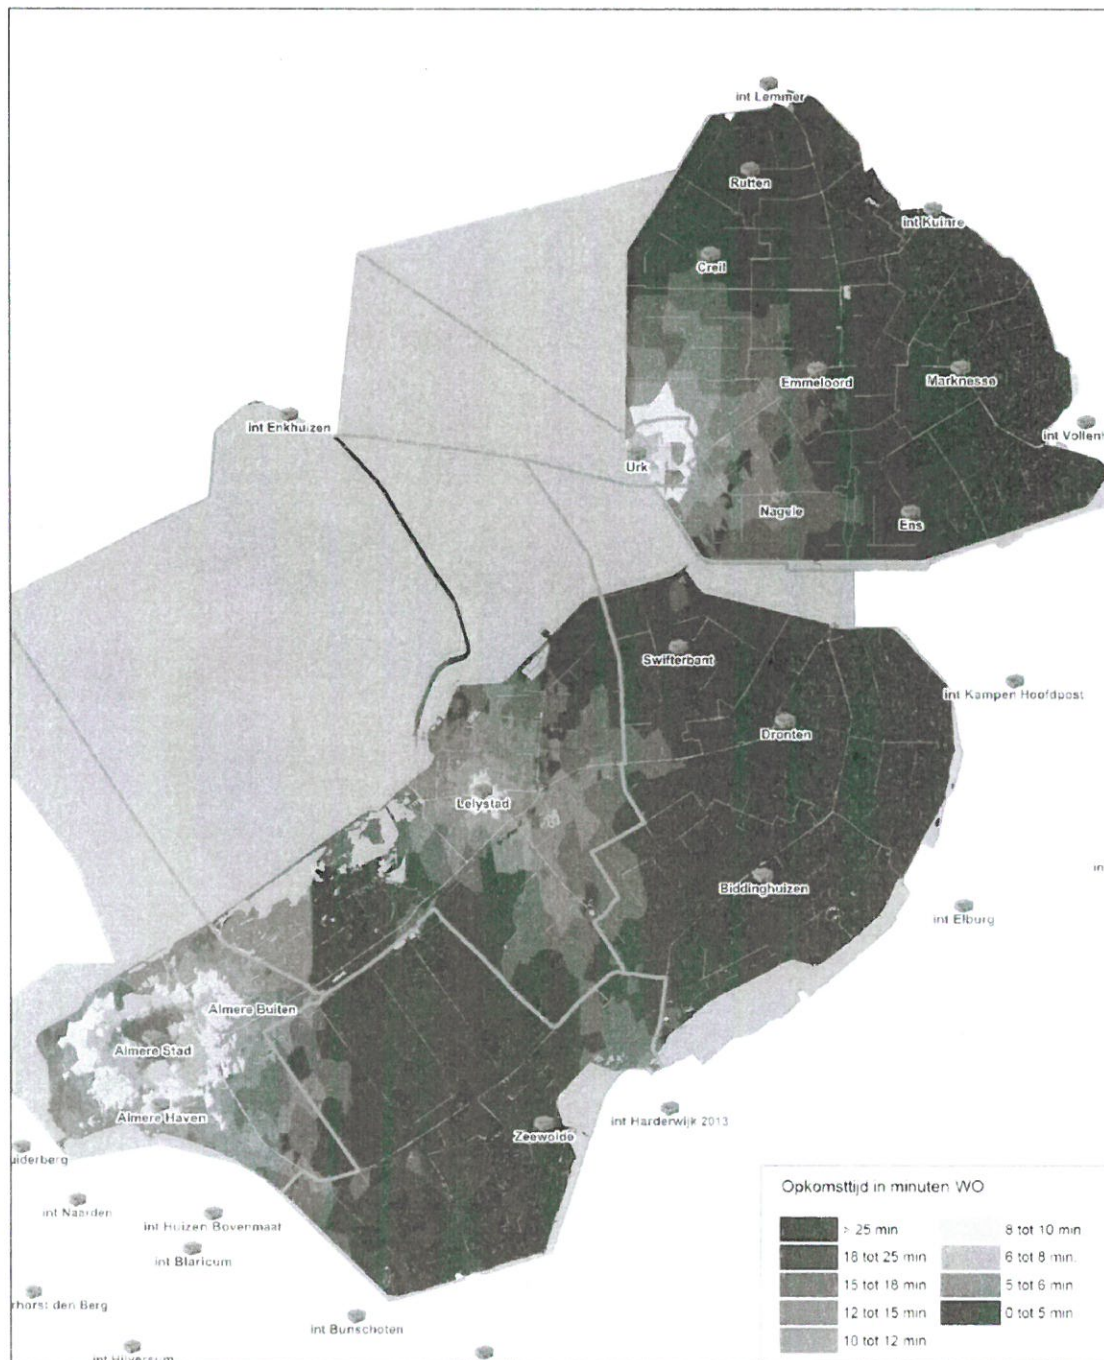 int Lemmer
Rutten
int Kuinre
Creil
Emmeloord
Marknesse
int Enkhuizen
int Vollenh
Urk
Nagele
Ens
Swifterbant
int Kampen Hoofdpost
Dronten
Lelystad
Biddinghuizen
in
int Elburg
Almere Buiten
Almere Stad
Almere Haven
int Harderwijk 2013
Zeewolde
uiderberg
int Naarden
int Huizen Bovenmaat
int Blaricum
rhorst den Berg
int Bunschoten
int Hilversum
Opkomsttijd in minuten WO
> 25 min
18 tot 25 min
15 tot 18 min
12 tot 15 min
10 tot 12 min
8 tot 10 min
6 tot 8 min.
5 tot 6 min
0 tot 5 min